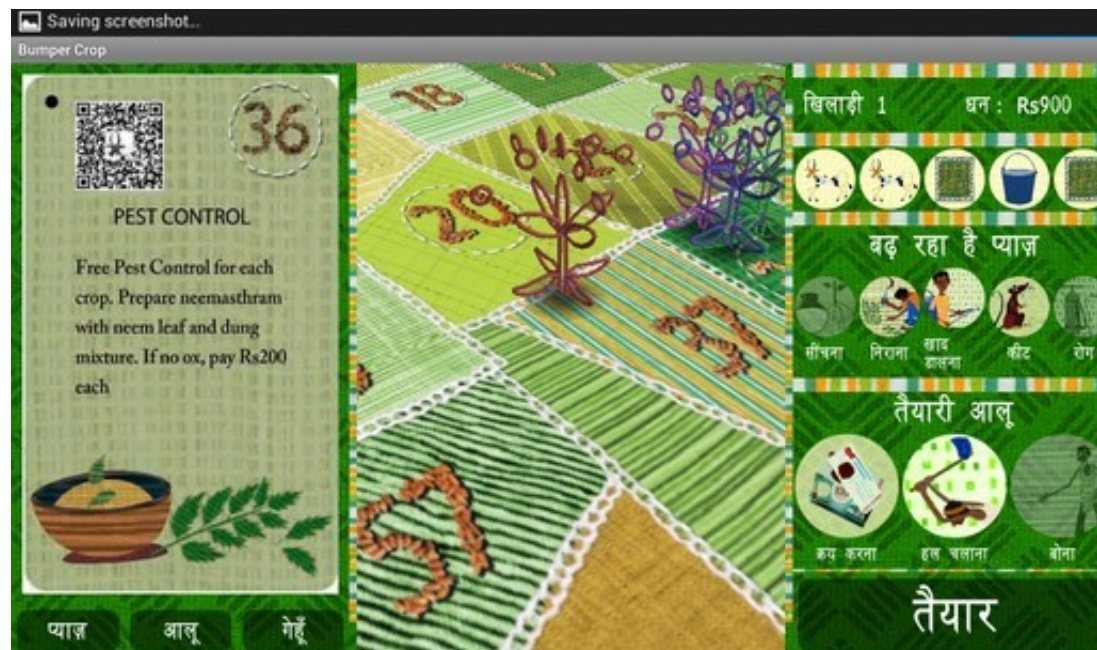 Saving screenshot...
Bumper Crop
36
PEST CONTROL
Free Pest Control for each
crop. Prepare neemasthram
with neem leaf and dung
mixture. If no ox, pay Rs200
each
प्याज़
आलू
गेहूँ
18
20
37
57
खिलाड़ी 1
धन : Rs900
बढ़ रहा है प्याज़
सींचना
निराना
खाद
डालना
कीट
रोग
तैयारी आलू
क्रय करना
हल चलाना
बोना
तैयार